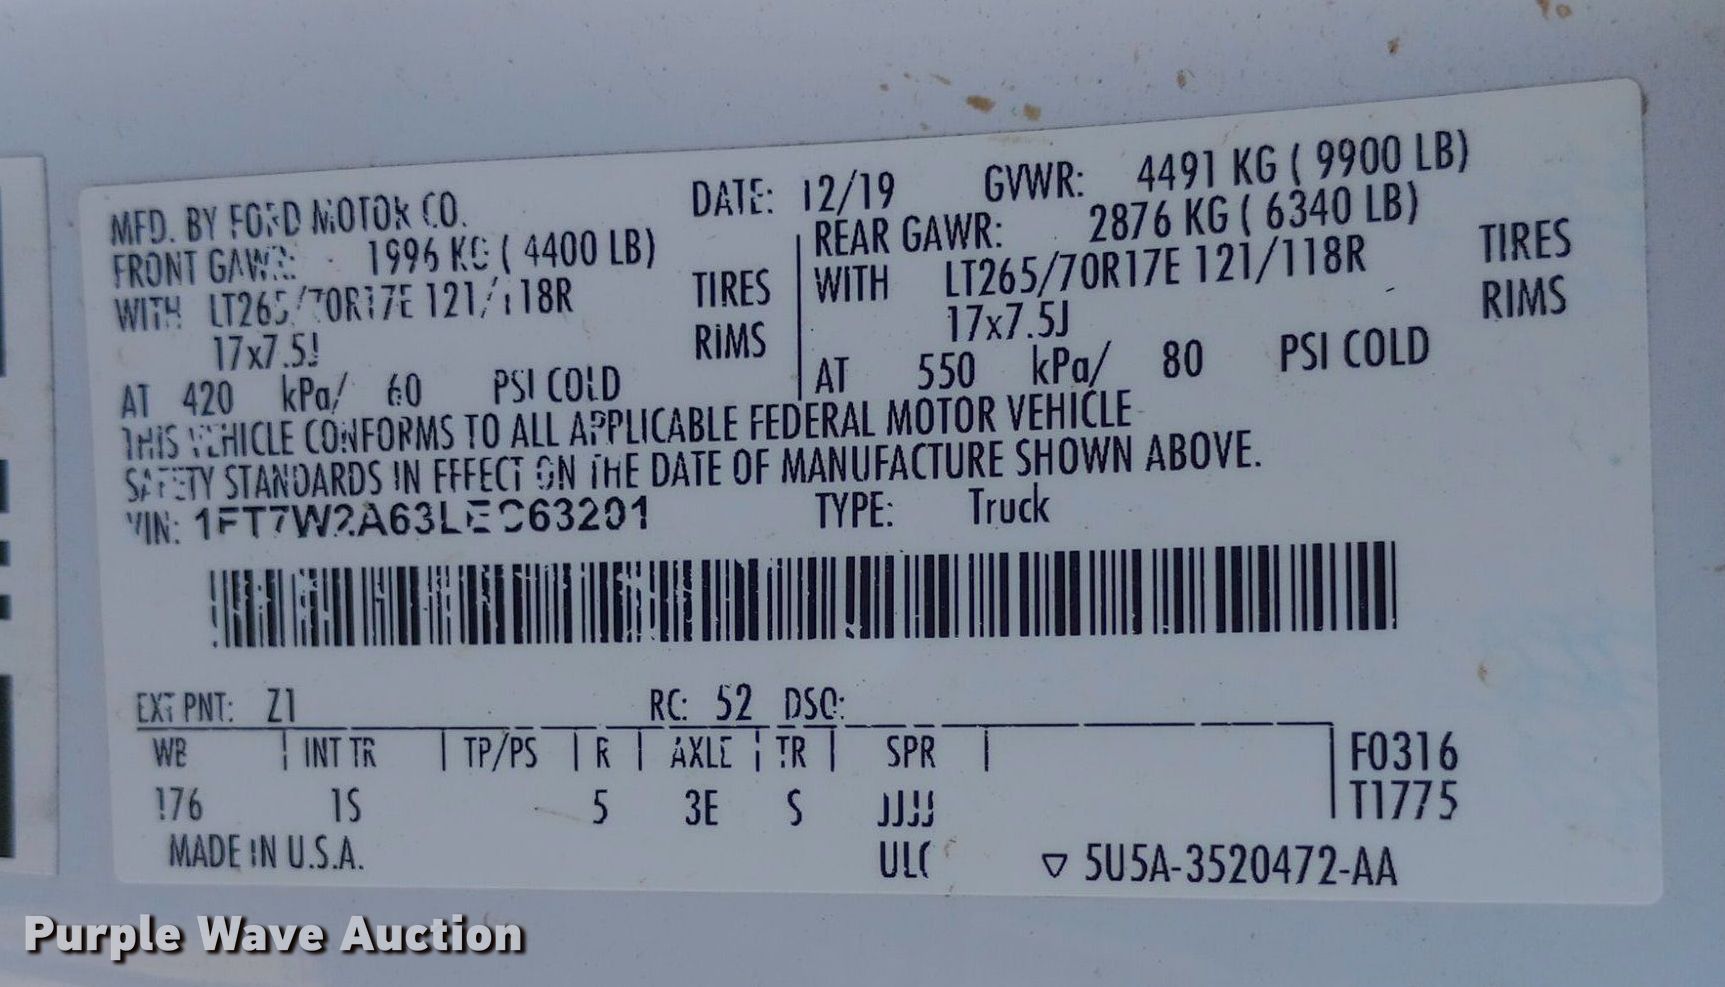 MFD. BY FORD MOTOR CO. DATE: 12/19 GVWR: 4491 KG ( 9900 LB)
FRONT GAWR: 1996 KG ( 4400 LB) REAR GAWR: 2876 KG ( 6340 LB)
WITH LT265/70R17E 121/118R TIRES WITH LT265/70R17E 121/118R TIRES
17x7.5J RIMS 17x7.5J RIMS
AT 420 kPa/ 60 PSI COLD AT 550 kPa/ 80 PSI COLD
THIS VEHICLE CONFORMS TO ALL APPLICABLE FEDERAL MOTOR VEHICLE
SAFETY STANDARDS IN EFFECT ON THE DATE OF MANUFACTURE SHOWN ABOVE.
VIN: 1FT7W2A63LEC63201 TYPE: Truck
EXT PNT: Z1 RC: 52 DSO:
WB INT TR TP/PS R AXLE TR SPR F0316
176 1S 5 3E S JJJJ T1775
MADE IN U.S.A. ▽ 5U5A-3520472-AA
Purple Wave Auction